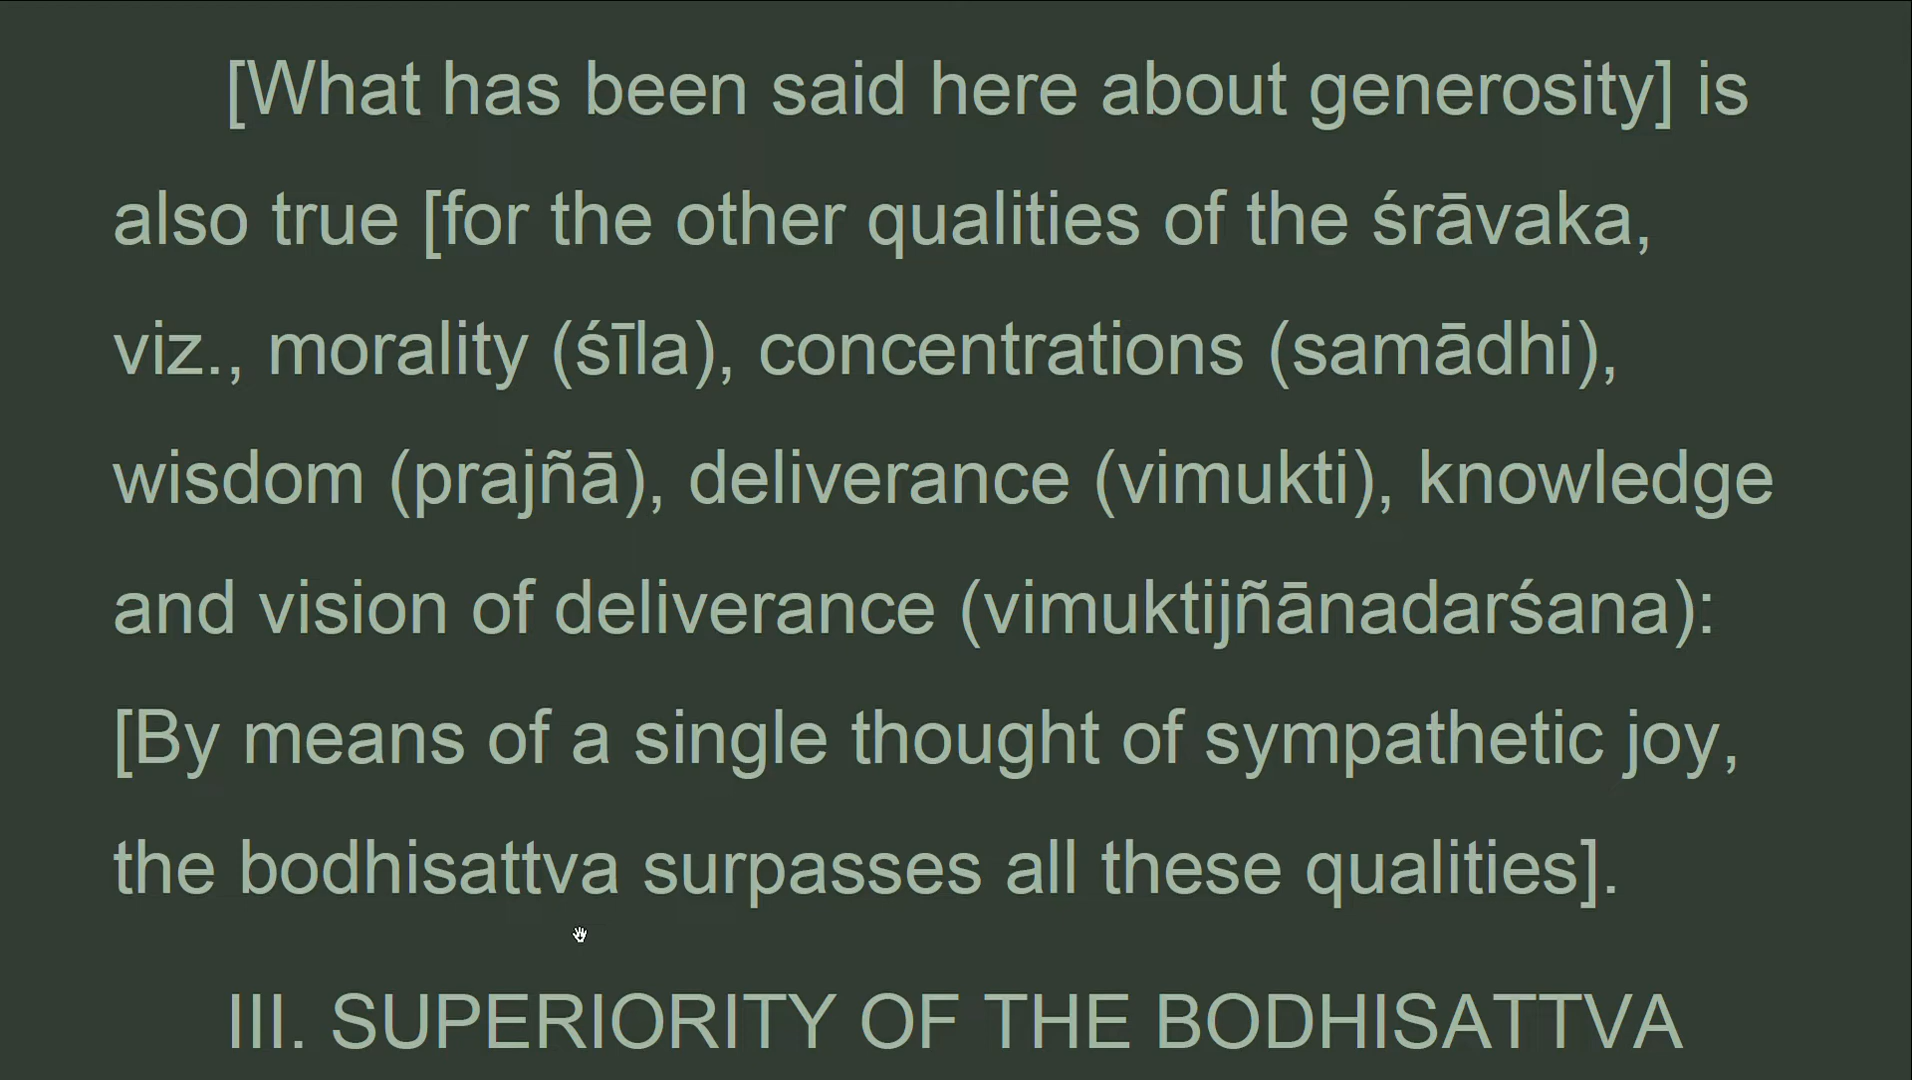 [What has been said here about generosity] is
also true [for the other qualities of the śrāvaka,
viz., morality (śīla), concentrations (samādhi),
wisdom (prajñā), deliverance (vimukti), knowledge
and vision of deliverance (vimuktijñānadarśana):
[By means of a single thought of sympathetic joy,
the bodhisattva surpasses all these qualities].
III. SUPERIORITY OF THE BODHISATTVA